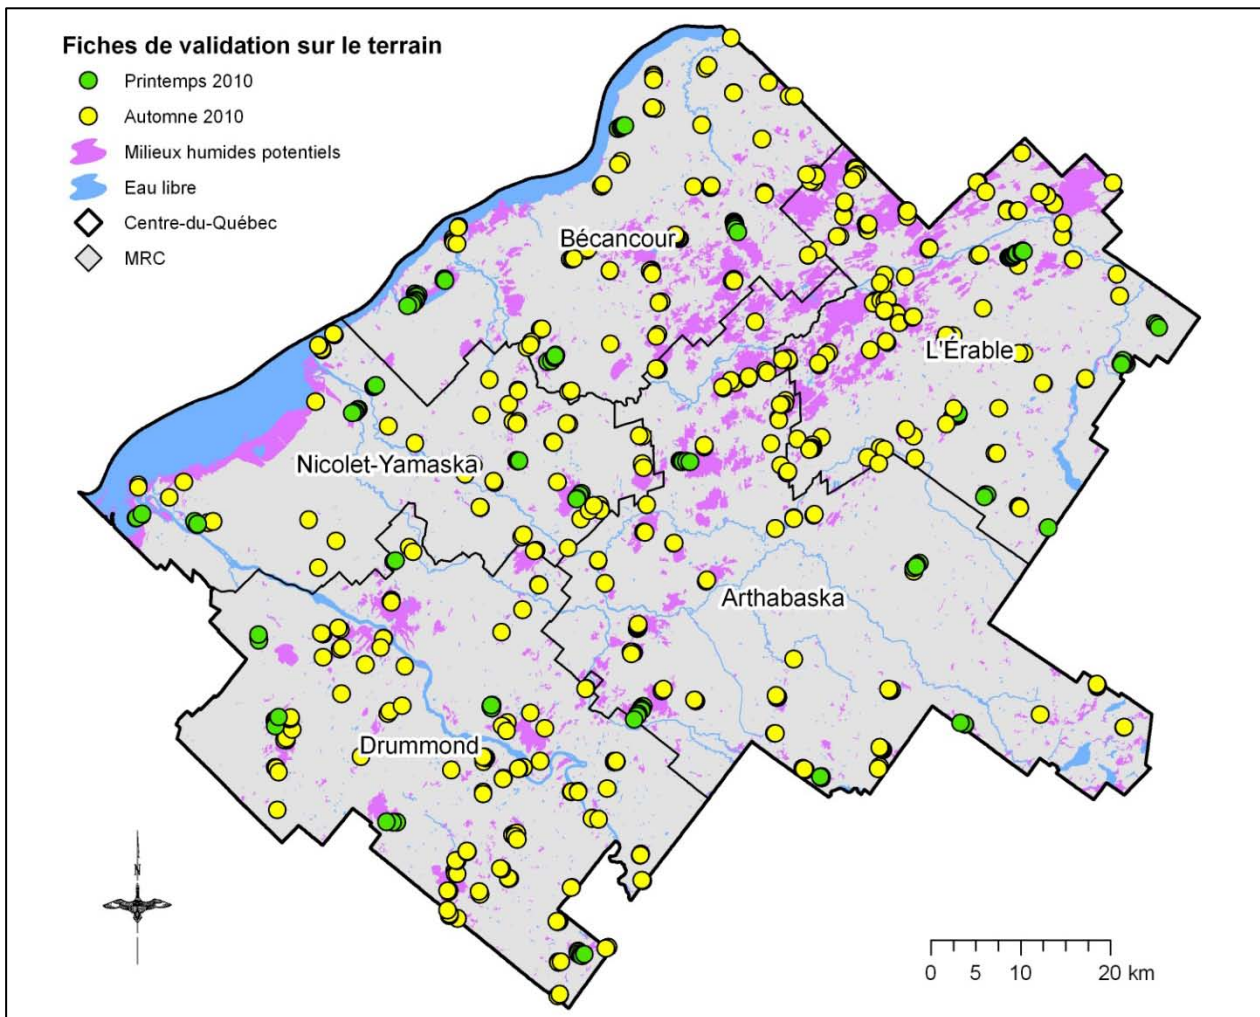 Fiches de validation sur le terrain
Printemps 2010
Automne 2010
Milieux humides potentiels
Eau libre
Centre-du-Québec
MRC
Bécancour
L'Érable
Nicolet-Yamaska
Arthabaska
Drummond
N
0 5 10 20 km